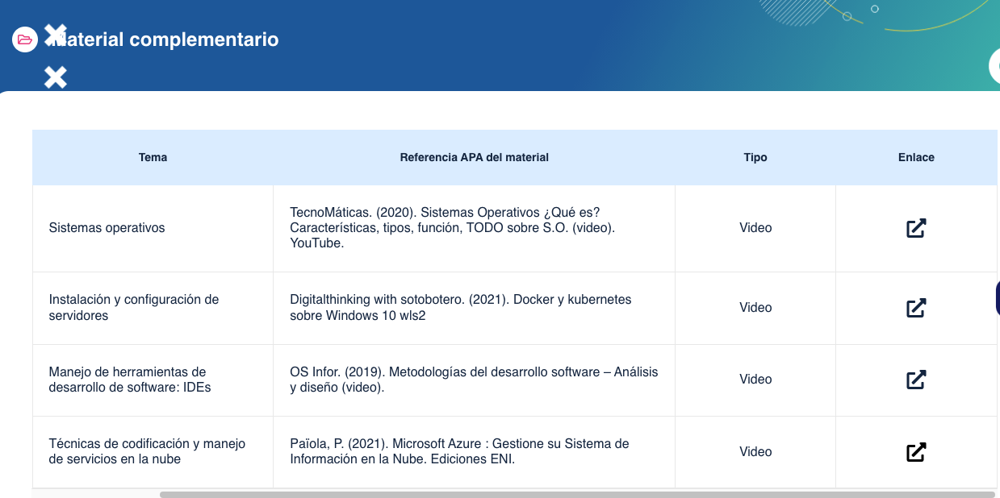 Material complementario
Tema
Referencia APA del material
Tipo
Enlace
Sistemas operativos
TecnoMáticas. (2020). Sistemas Operativos ¿Qué es?
Características, tipos, función, TODO sobre S.O. (video).
YouTube.
Video
Instalación y configuración de
servidores
Digitalthinking with sotobotero. (2021). Docker y kubernetes
sobre Windows 10 wls2
Video
Manejo de herramientas de
desarrollo de software: IDEs
OS Infor. (2019). Metodologías del desarrollo software – Análisis
y diseño (video).
Video
Técnicas de codificación y manejo
de servicios en la nube
Païola, P. (2021). Microsoft Azure : Gestione su Sistema de
Información en la Nube. Ediciones ENI.
Video